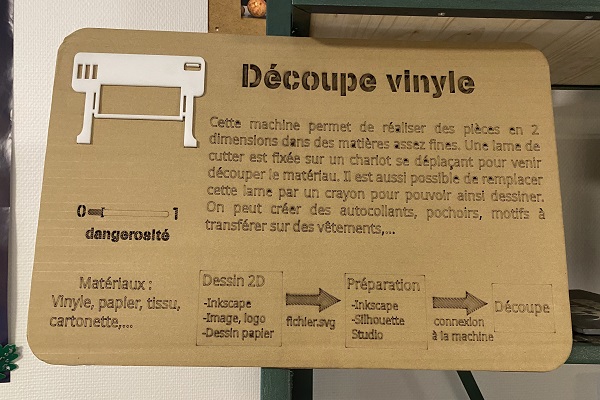 Découpe vinyle
Cette machine permet de réaliser des pièces en 2
dimensions dans des matières assez fines. Une lame de
cutter est fixée sur un chariot se déplaçant pour venir
découper le matériau. Il est aussi possible de remplacer
cette lame par un crayon pour pouvoir ainsi dessiner.
On peut créer des autocollants, pochoirs, motifs à
transférer sur des vêtements,...
0 1
dangerosité
Matériaux :
Vinyle, papier, tissu,
cartonette,...
Dessin 2D
-Inkscape
-Image, logo
-Dessin papier
fichier.svg
Préparation
-Inkscape
-Silhouette
Studio
connexion
à la machine
Découpe